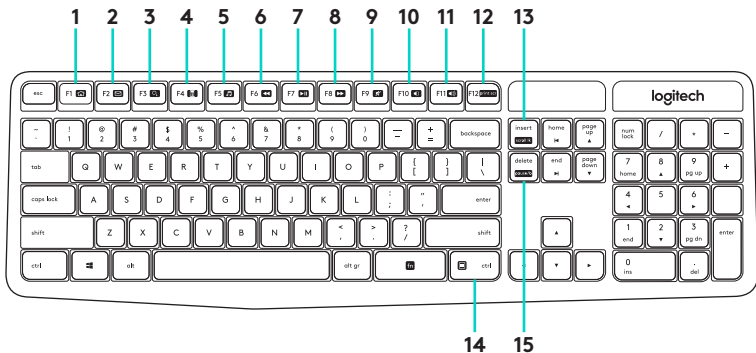 1 2 3 4 5 6 7 8 9 10 11 12 13
logitech
esc F1 F2 F3 F4 F5 F6 F7 F8 F9 F10 F11 F12
insert home page up num lock / * -
~ ! 1 @ 2 # 3 $ 4 % 5 ^ 6 & 7 * 8 ( 9 ) 0 — - + = backspace
delete end page down 7 home 8 9 pg up +
tab Q W E R T Y U I O P { [ } ] | \
4 5 6
caps lock A S D F G H J K L : ; " , enter
1 end 2 3 pg dn enter
shift Z X C V B N M < , > . ? / shift
0 ins . del
ctrl alt alt gr fn ctrl
14 15